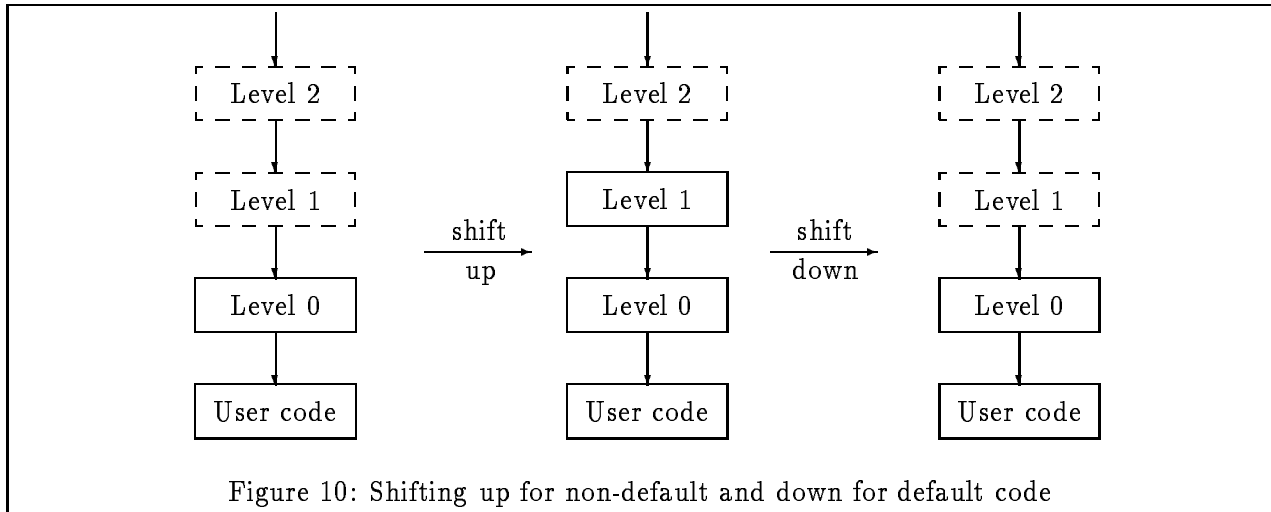 Level 2
Level 1
Level 0
User code
shift
up
Level 2
Level 1
Level 0
User code
shift
down
Level 2
Level 1
Level 0
User code
Figure 10: Shifting up for non-default and down for default code